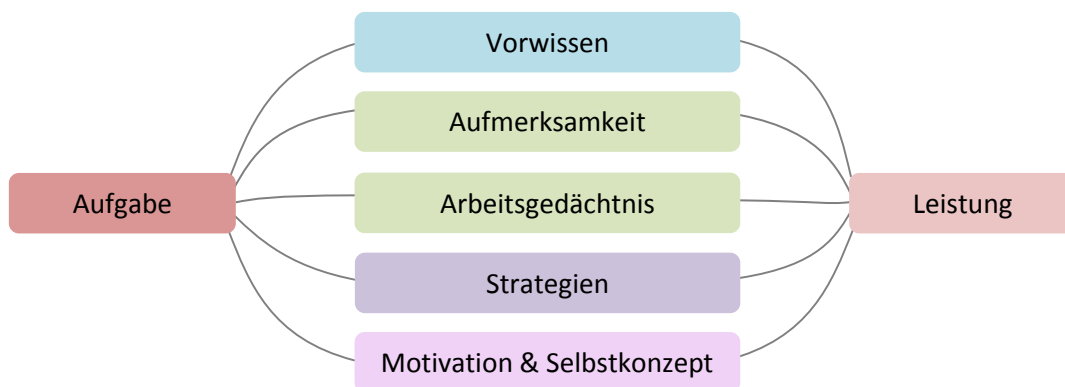 Vorwissen
Aufmerksamkeit
Aufgabe
Arbeitsgedächtnis
Leistung
Strategien
Motivation & Selbstkonzept